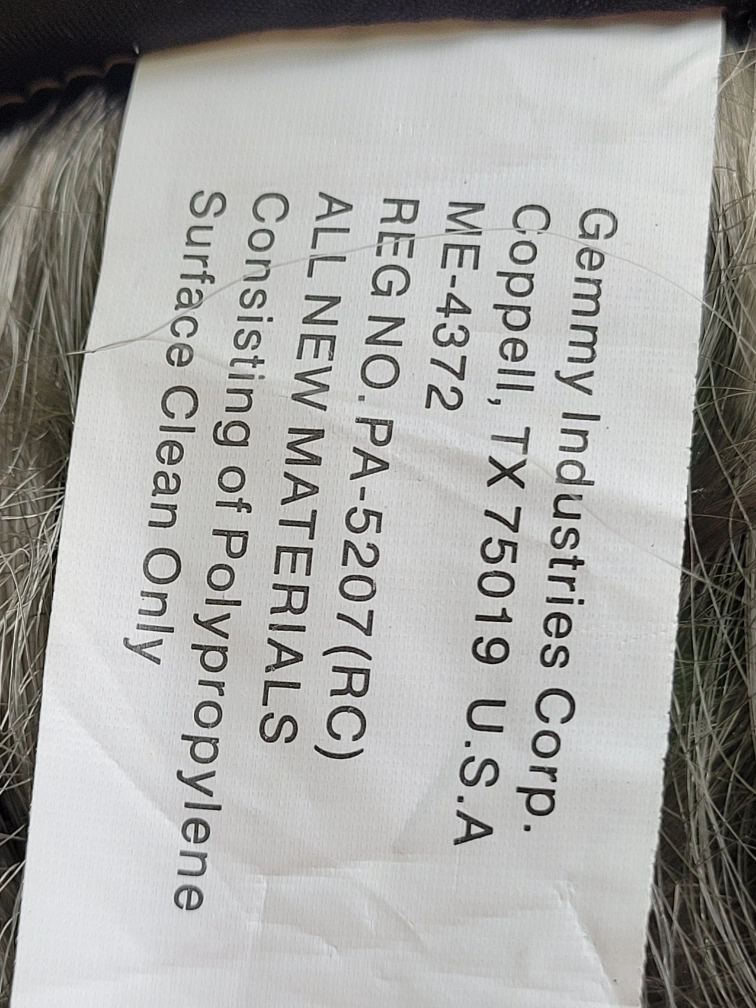 Gemmy Industries Corp.
Coppell, TX 75019 U.S.A
ME-4372
REG NO. PA-5207(RC)
ALL NEW MATERIALS
Consisting of Polypropylene
Surface Clean Only